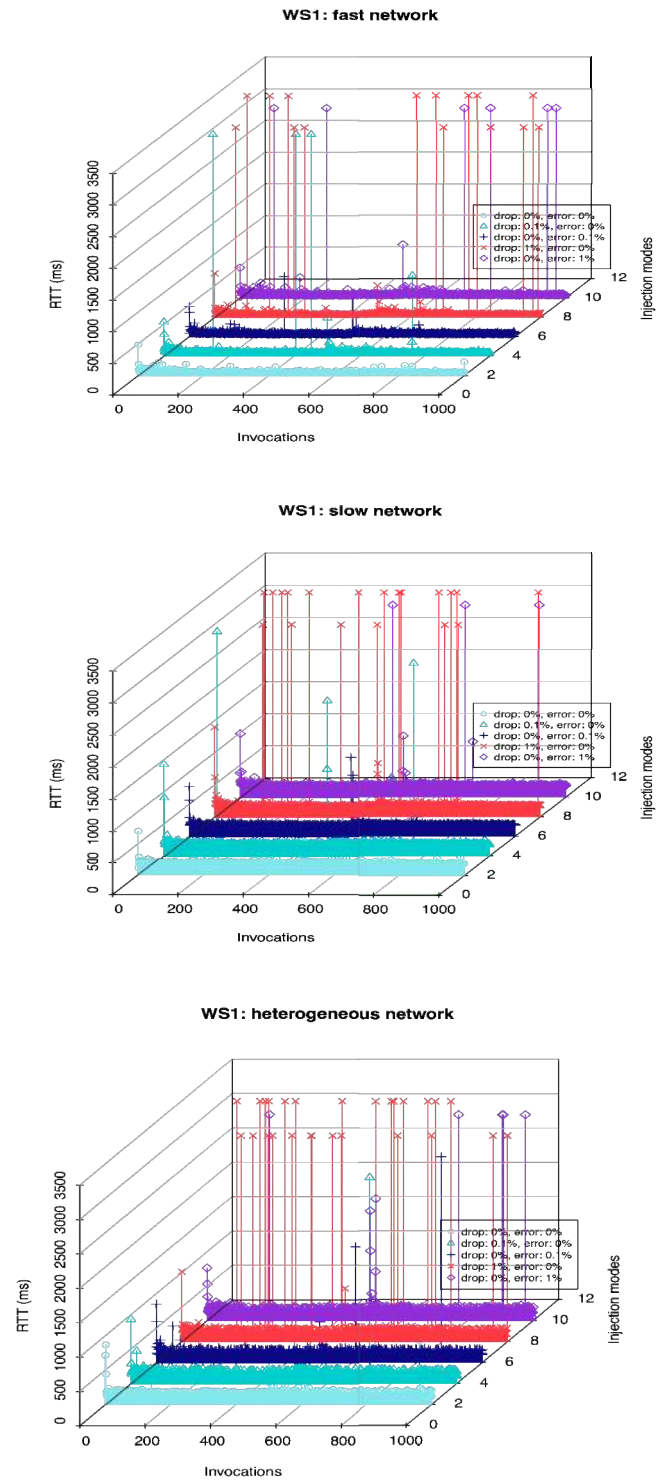 WS1: fast network
3500
3000
2500
2000
1500
1000
500
0
RTT (ms)
drop: 0%, error: 0%
drop: 0.1%, error: 0%
drop: 0%, error: 0.1%
drop: 1%, error: 0%
drop: 0%, error: 1%
12
10
8
6
4
2
0
Injection modes
0 200 400 600 800 1000
Invocations
WS1: slow network
3500
3000
2500
2000
1500
1000
500
0
RTT (ms)
drop: 0%, error: 0%
drop: 0.1%, error: 0%
drop: 0%, error: 0.1%
drop: 1%, error: 0%
drop: 0%, error: 1%
12
10
8
6
4
2
0
Injection modes
0 200 400 600 800 1000
Invocations
WS1: heterogeneous network
3500
3000
2500
2000
1500
1000
500
0
RTT (ms)
drop: 0%, error: 0%
drop: 0.1%, error: 0%
drop: 0%, error: 0.1%
drop: 1%, error: 0%
drop: 0%, error: 1%
12
10
8
6
4
2
0
Injection modes
0 200 400 600 800 1000
Invocations